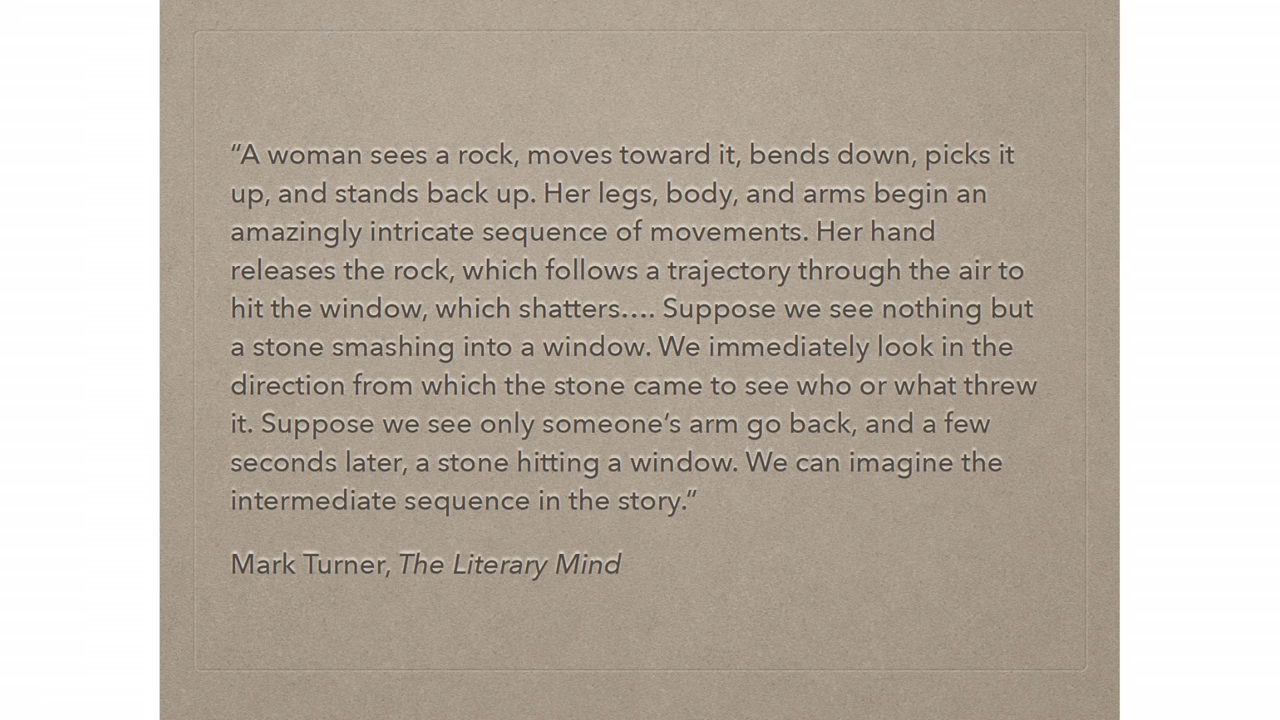 “A woman sees a rock, moves toward it, bends down, picks it
up, and stands back up. Her legs, body, and arms begin an
amazingly intricate sequence of movements. Her hand
releases the rock, which follows a trajectory through the air to
hit the window, which shatters…. Suppose we see nothing but
a stone smashing into a window. We immediately look in the
direction from which the stone came to see who or what threw
it. Suppose we see only someone’s arm go back, and a few
seconds later, a stone hitting a window. We can imagine the
intermediate sequence in the story.“
Mark Turner, The Literary Mind